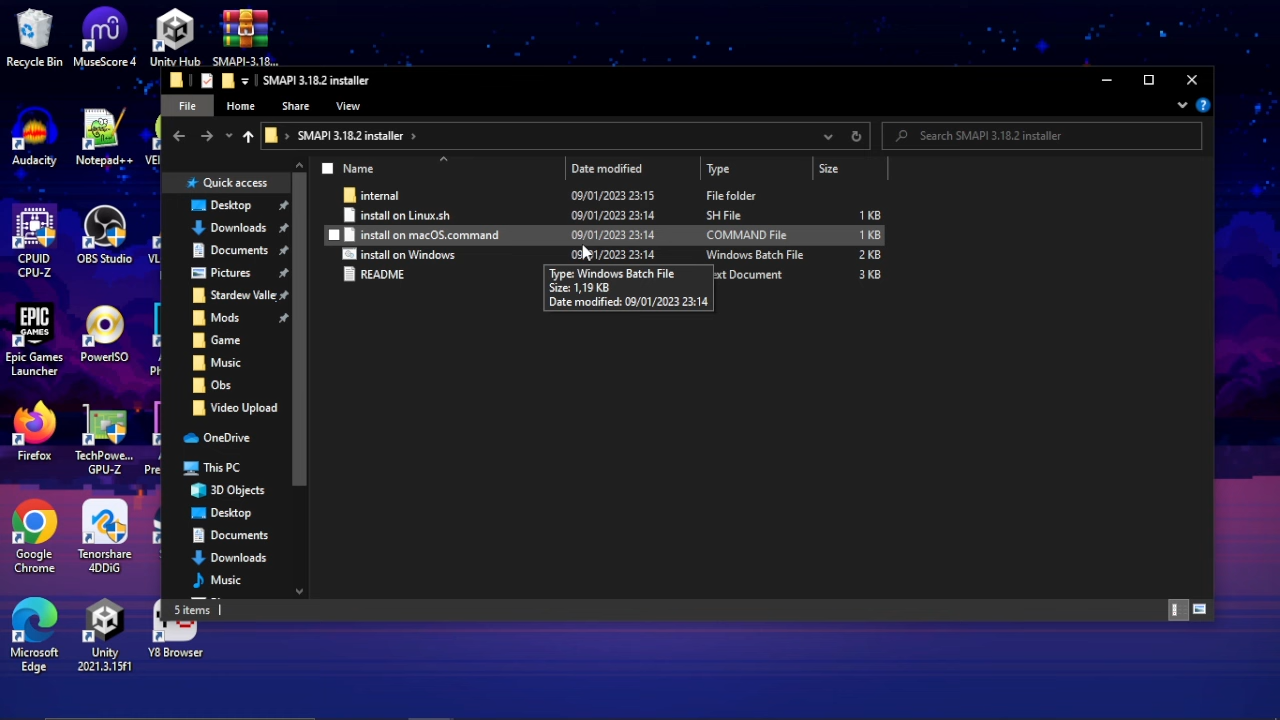 Recycle Bin
MuseScore 4
Unity Hub
SMAPI-3.18...
SMAPI 3.18.2 installer
File
Home
Share
View
SMAPI 3.18.2 installer
Search SMAPI 3.18.2 installer
Name
Date modified
Type
Size
internal
09/01/2023 23:15
File folder
install on Linux.sh
09/01/2023 23:14
SH File
1 KB
install on macOS.command
09/01/2023 23:14
COMMAND File
1 KB
install on Windows
Windows Batch File
2 KB
README
3 KB
Type: Windows Batch File
Size: 1,19 KB
Date modified: 09/01/2023 23:14
Quick access
Desktop
Downloads
Documents
Pictures
Stardew Valle
Mods
Game
Music
Obs
Video Upload
OneDrive
This PC
3D Objects
Desktop
Documents
Downloads
Music
5 items
Audacity
Notepad++
CPUID
CPU-Z
OBS Studio
EPIC
GAMES
Epic Games
Launcher
PowerISO
Firefox
TechPowe...
GPU-Z
Google
Chrome
Tenorshare
4DDiG
Microsoft
Edge
Unity
2021.3.15f1
Y8 Browser